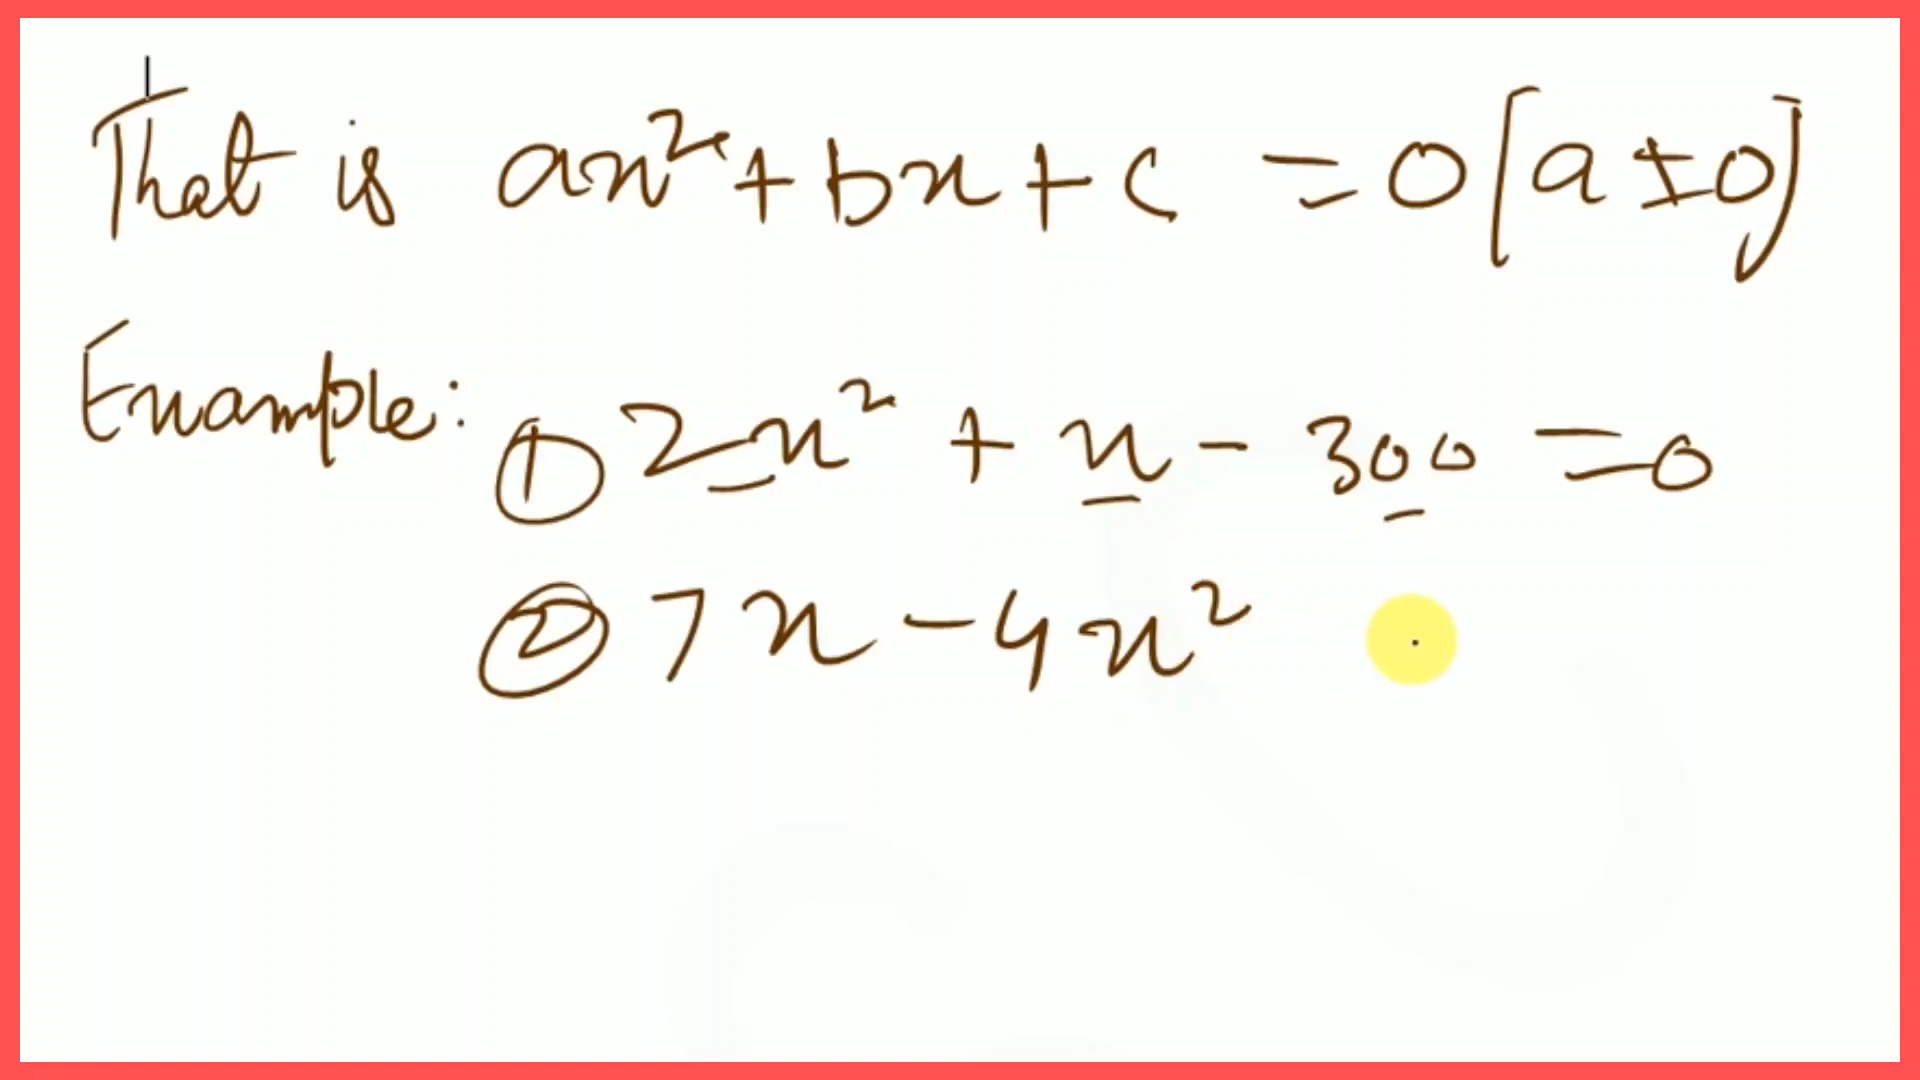 That is ax² + bx + c = 0 [a ≠ 0]
Example: ① 2x² + x - 300 = 0
② 7x - 4x²